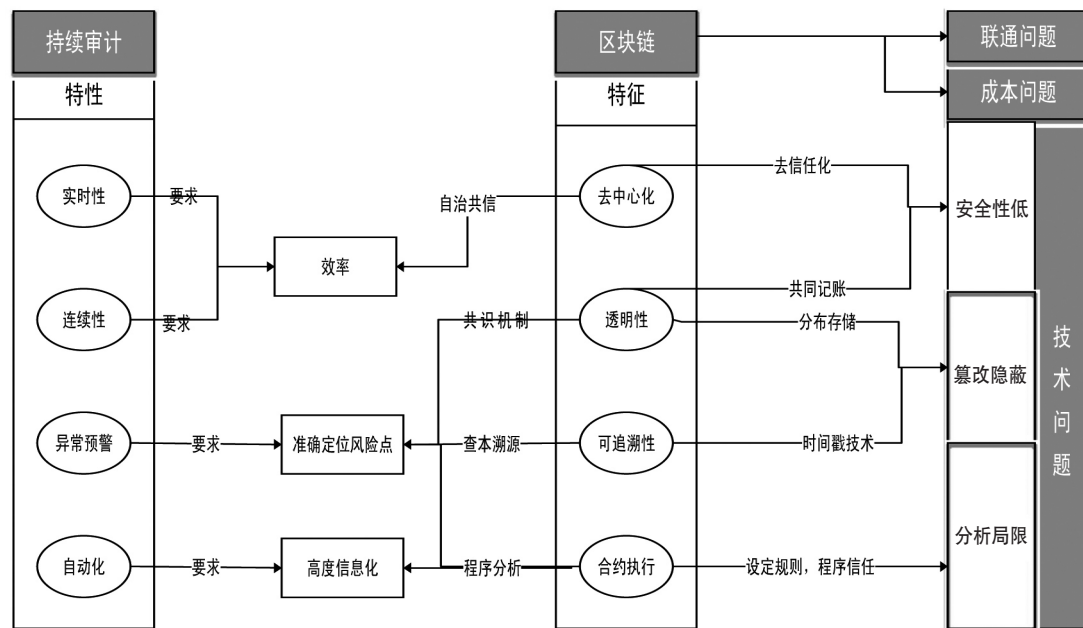 持续审计
区块链
联通问题
特性
特征
成本问题
实时性
要求
自治共信
去中心化
去信任化
安全性低
效率
连续性
要求
共识机制
透明性
共同记账
分布存储
篡改隐蔽
技术问题
异常预警
要求
准确定位风险点
查本溯源
可追溯性
时间戳技术
自动化
要求
高度信息化
程序分析
合约执行
设定规则，程序信任
分析局限